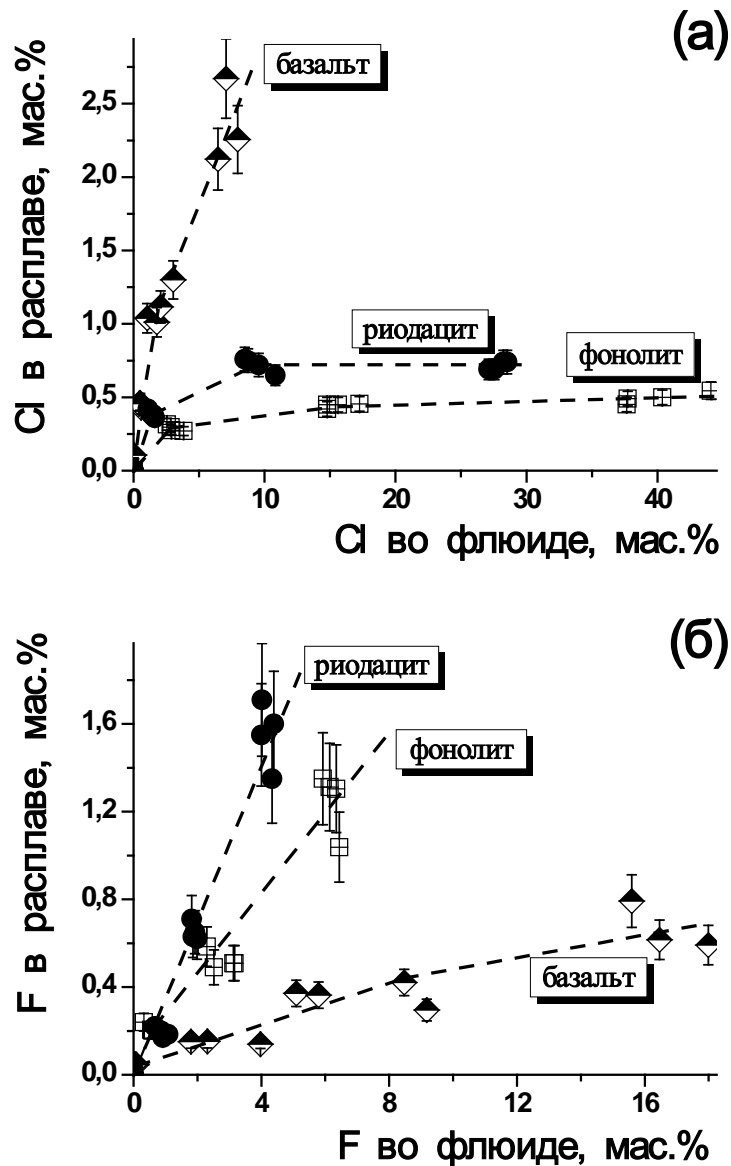 (а)
Cl в расплаве, мас.%
2,5
2,0
1,5
1,0
0,5
0,0
базальт
риодацит
фонолит
0 10 20 30 40
Cl во флюиде, мас.%
(б)
F в расплаве, мас.%
1,6
1,2
0,8
0,4
0,0
риодацит
фонолит
базальт
0 4 8 12 16
F во флюиде, мас.%